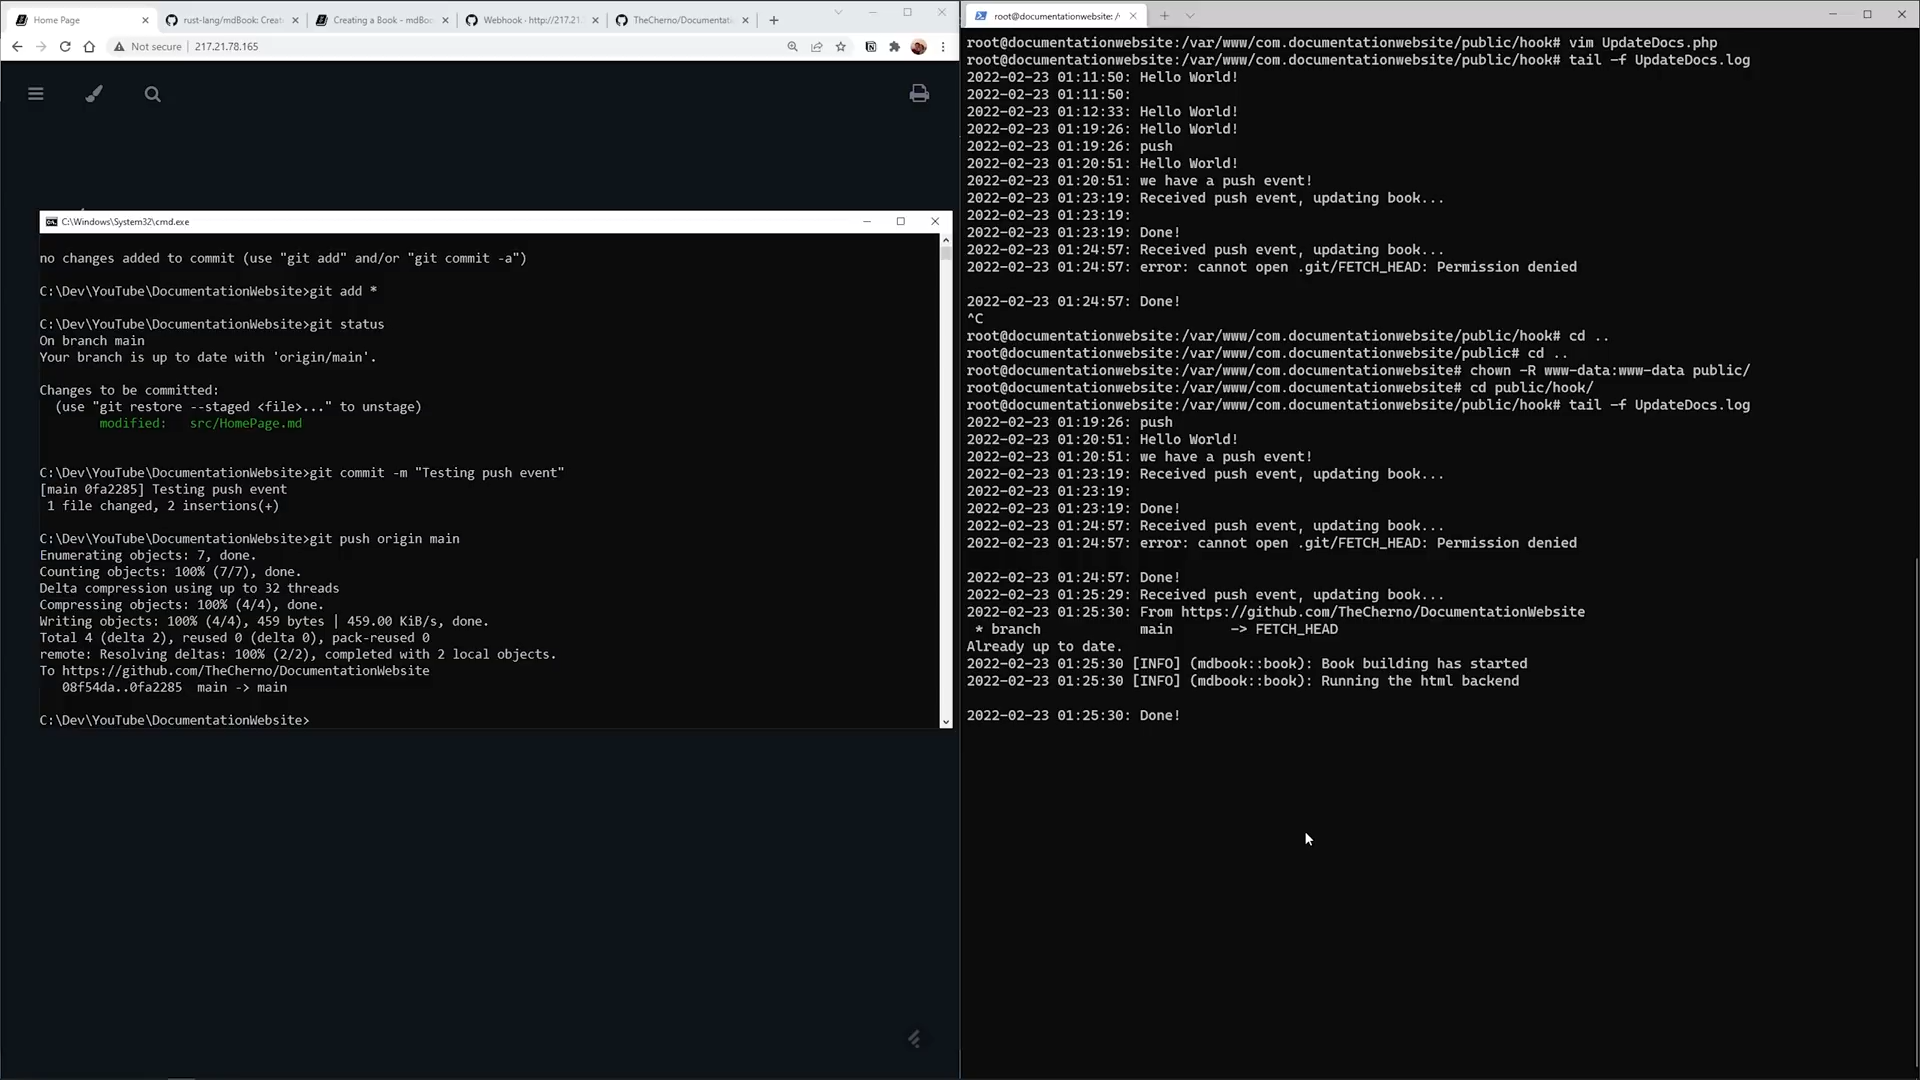 Home Page
rust-lang/mdBook: Creat
Creating a Book - mdBoo
Webhook · http://217.21.
TheCherno/Documentat
Not secure
217.21.78.165
C:\Windows\System32\cmd.exe
no changes added to commit (use "git add" and/or "git commit -a")
C:\Dev\YouTube\DocumentationWebsite>git add *
C:\Dev\YouTube\DocumentationWebsite>git status
On branch main
Your branch is up to date with 'origin/main'.
Changes to be committed:
(use "git restore --staged <file>..." to unstage)
modified:   src/HomePage.md
C:\Dev\YouTube\DocumentationWebsite>git commit -m "Testing push event"
[main 0fa2285] Testing push event
1 file changed, 2 insertions(+)
C:\Dev\YouTube\DocumentationWebsite>git push origin main
Enumerating objects: 7, done.
Counting objects: 100% (7/7), done.
Delta compression using up to 32 threads
Compressing objects: 100% (4/4), done.
Writing objects: 100% (4/4), 459 bytes | 459.00 KiB/s, done.
Total 4 (delta 2), reused 0 (delta 0), pack-reused 0
remote: Resolving deltas: 100% (2/2), completed with 2 local objects.
To https://github.com/TheCherno/DocumentationWebsite
08f54da..0fa2285  main -> main
C:\Dev\YouTube\DocumentationWebsite>
root@documentationwebsite: /
root@documentationwebsite:/var/www/com.documentationwebsite/public/hook# vim UpdateDocs.php
root@documentationwebsite:/var/www/com.documentationwebsite/public/hook# tail -f UpdateDocs.log
2022-02-23 01:11:50: Hello World!
2022-02-23 01:11:50:
2022-02-23 01:12:33: Hello World!
2022-02-23 01:19:26: Hello World!
2022-02-23 01:19:26: push
2022-02-23 01:20:51: Hello World!
2022-02-23 01:20:51: we have a push event!
2022-02-23 01:23:19: Received push event, updating book...
2022-02-23 01:23:19:
2022-02-23 01:23:19: Done!
2022-02-23 01:24:57: Received push event, updating book...
2022-02-23 01:24:57: error: cannot open .git/FETCH_HEAD: Permission denied
2022-02-23 01:24:57: Done!
^C
root@documentationwebsite:/var/www/com.documentationwebsite/public/hook# cd ..
root@documentationwebsite:/var/www/com.documentationwebsite/public# cd ..
root@documentationwebsite:/var/www/com.documentationwebsite# chown -R www-data:www-data public/
root@documentationwebsite:/var/www/com.documentationwebsite# cd public/hook/
root@documentationwebsite:/var/www/com.documentationwebsite/public/hook# tail -f UpdateDocs.log
2022-02-23 01:19:26: push
2022-02-23 01:20:51: Hello World!
2022-02-23 01:20:51: we have a push event!
2022-02-23 01:23:19: Received push event, updating book...
2022-02-23 01:23:19:
2022-02-23 01:23:19: Done!
2022-02-23 01:24:57: Received push event, updating book...
2022-02-23 01:24:57: error: cannot open .git/FETCH_HEAD: Permission denied
2022-02-23 01:24:57: Done!
2022-02-23 01:25:29: Received push event, updating book...
2022-02-23 01:25:30: From https://github.com/TheCherno/DocumentationWebsite
* branch            main       -> FETCH_HEAD
Already up to date.
2022-02-23 01:25:30 [INFO] (mdbook::book): Book building has started
2022-02-23 01:25:30 [INFO] (mdbook::book): Running the html backend
2022-02-23 01:25:30: Done!